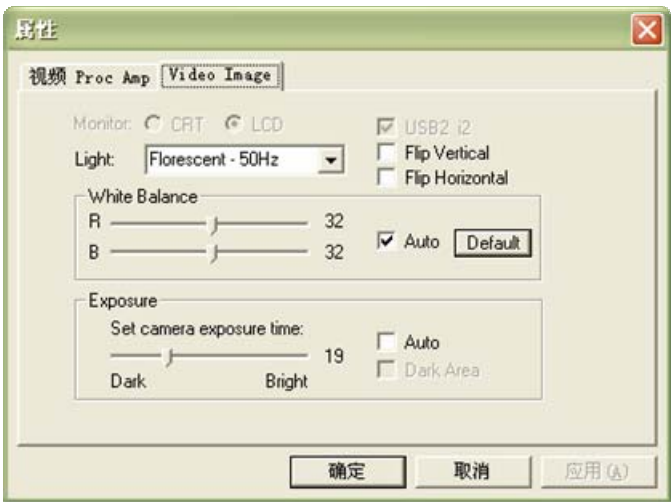 属性
视频 Proc Amp Video Image
Monitor: CRT LCD
USB2 i2
Light: Florescent - 50Hz
Flip Vertical
Flip Horizontal
White Balance
R 32
B 32
Auto Default
Exposure
Set camera exposure time:
19
Dark Bright
Auto
Dark Area
确定 取消 应用(A)